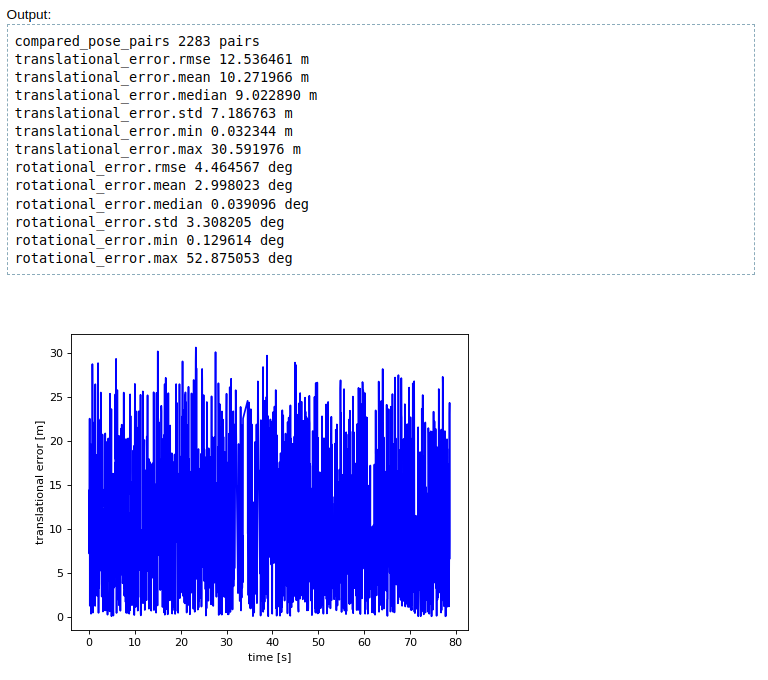 Output:
compared_pose_pairs 2283 pairs
translational_error.rmse 12.536461 m
translational_error.mean 10.271966 m
translational_error.median 9.022890 m
translational_error.std 7.186763 m
translational_error.min 0.032344 m
translational_error.max 30.591976 m
rotational_error.rmse 4.464567 deg
rotational_error.mean 2.998023 deg
rotational_error.median 0.039096 deg
rotational_error.std 3.308205 deg
rotational_error.min 0.129614 deg
rotational_error.max 52.875053 deg
translational error [m]
30
25
20
15
10
5
0
0 10 20 30 40 50 60 70 80
time [s]